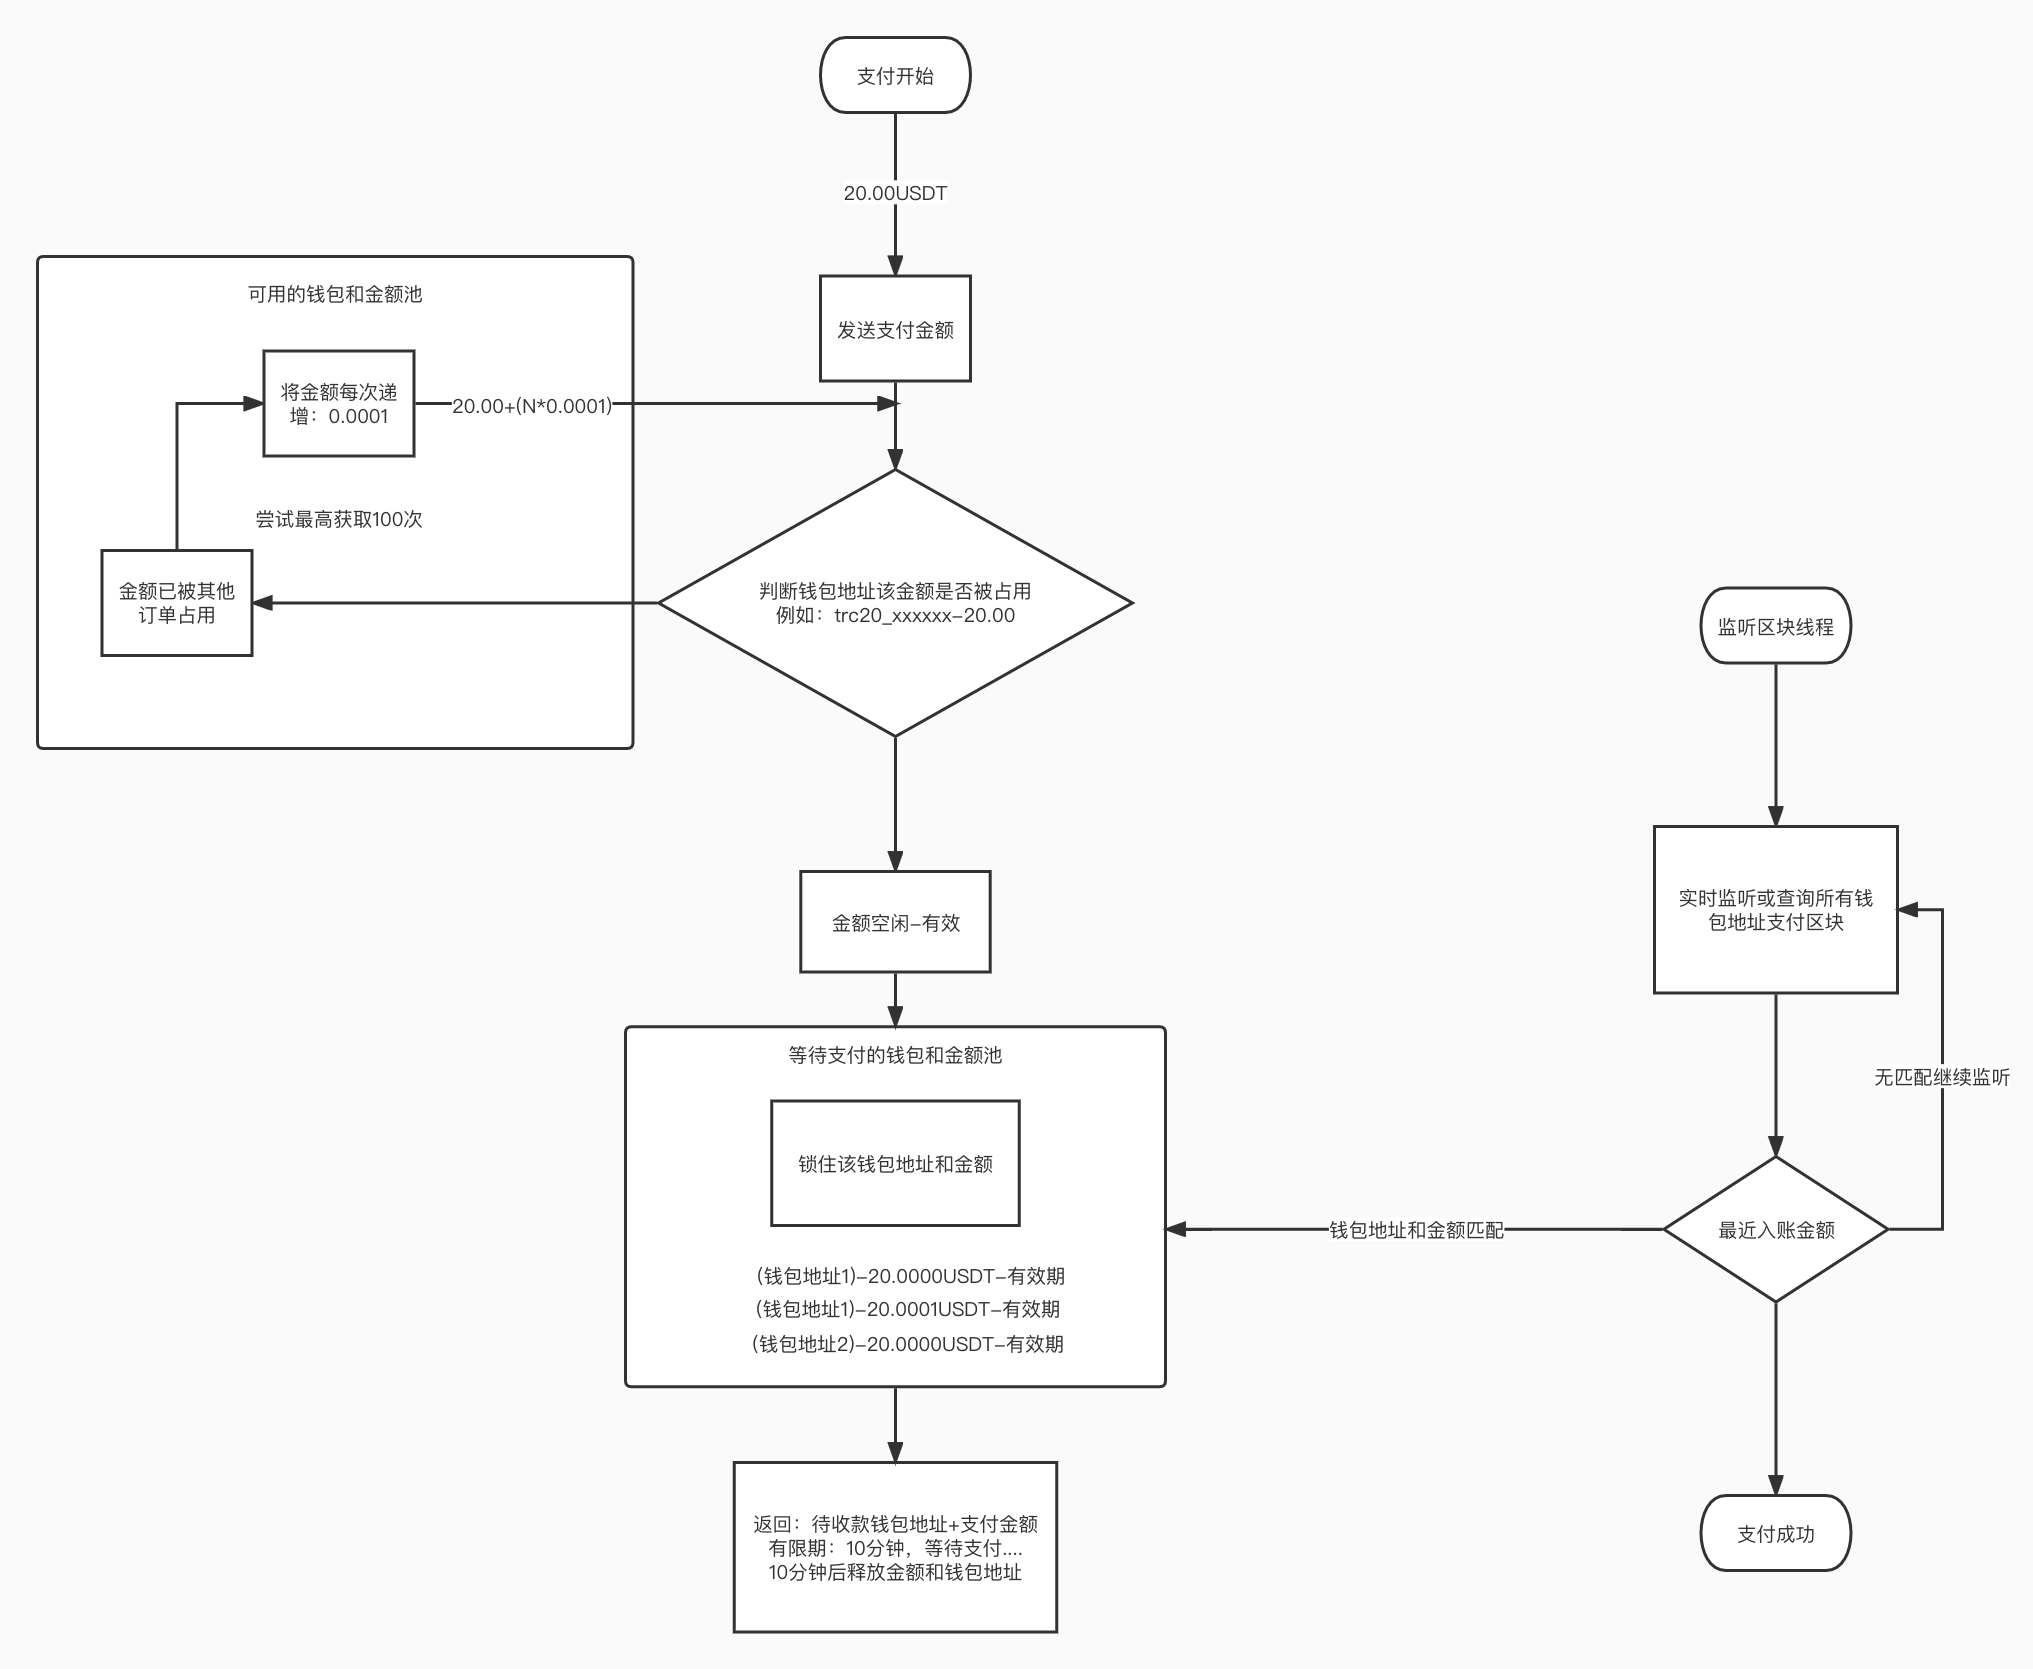 支付开始
20.00USDT
发送支付金额
可用的钱包和金额池
将金额每次递
增：0.0001
20.00+(N*0.0001)
尝试最高获取100次
金额已被其他
订单占用
判断钱包地址该金额是否被占用
例如：trc20_xxxxxx-20.00
金额空闲-有效
等待支付的钱包和金额池
锁住该钱包地址和金额
(钱包地址1)-20.0000USDT-有效期
(钱包地址1)-20.0001USDT-有效期
(钱包地址2)-20.0000USDT-有效期
返回：待收款钱包地址+支付金额
有限期：10分钟，等待支付....
10分钟后释放金额和钱包地址
监听区块线程
实时监听或查询所有钱
包地址支付区块
无匹配继续监听
最近入账金额
钱包地址和金额匹配
支付成功